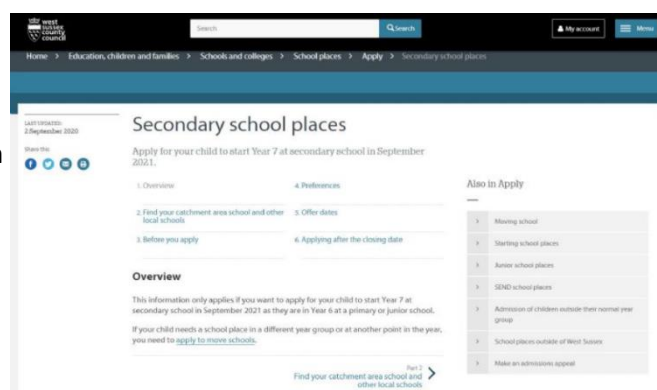 west
sussex
county
council
Search
Search
My account
Menu
Home > Education, children and families > Schools and colleges > School places > Apply > Secondary school places
LAST UPDATED:
2 September 2020
Share this
Secondary school places
Apply for your child to start Year 7 at secondary school in September
2021.
1. Overview
2. Find your catchment area school and other
local schools
3. Before you apply
4. Preferences
5. Offer dates
6. Applying after the closing date
Overview
This information only applies if you want to apply for your child to start Year 7 at
secondary school in September 2021 as they are in Year 6 at a primary or junior school.
If your child needs a school place in a different year group or at another point in the year,
you need to apply to move schools.
Part 2
Find your catchment area school and
other local schools
Also in Apply
Moving school
Starting school places
Junior school places
SEND school places
Admission of children outside their normal year
group
School places outside of West Sussex
Make an admissions appeal